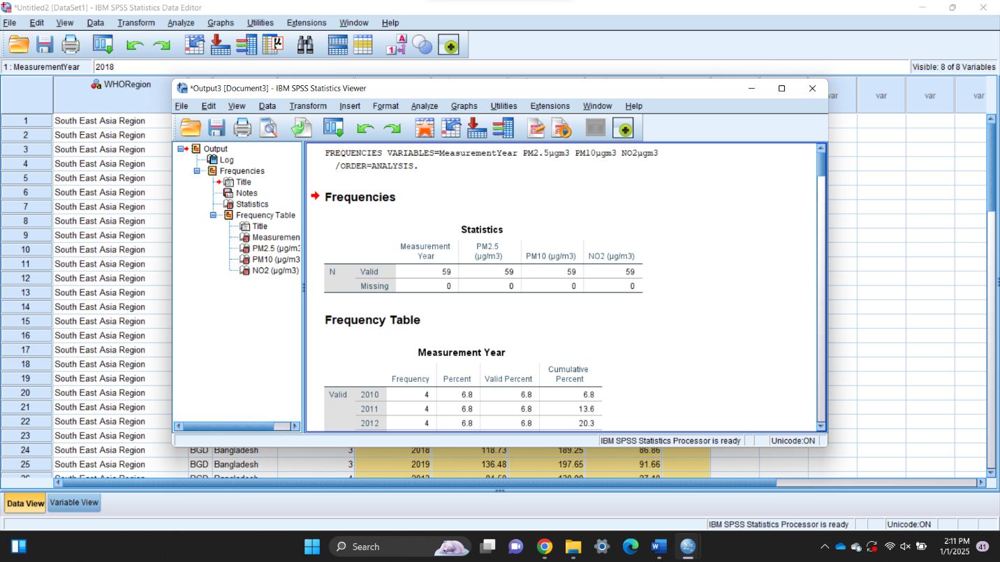 *Untitled2 [DataSet1] - IBM SPSS Statistics Data Editor
File Edit View Data Transform Analyze Graphs Utilities Extensions Window Help
1 : MeasurementYear 2018 Visible: 8 of 8 Variables
WHORegion var var var var
1 South East Asia Region
2 South East Asia Region
3 South East Asia Region
4 South East Asia Region
5 South East Asia Region
6 South East Asia Region
7 South East Asia Region
8 South East Asia Region
9 South East Asia Region
10 South East Asia Region
11 South East Asia Region
12 South East Asia Region
13 South East Asia Region
14 South East Asia Region
15 South East Asia Region
16 South East Asia Region
17 South East Asia Region
18 South East Asia Region
19 South East Asia Region
20 South East Asia Region
21 South East Asia Region
22 South East Asia Region
23 South East Asia Region
24 South East Asia Region BGD Bangladesh 3 2018 118.73 189.25 86.86
25 South East Asia Region BGD Bangladesh 3 2019 136.48 197.65 91.66
*Output3 [Document3] - IBM SPSS Statistics Viewer
File Edit View Data Transform Insert Format Analyze Graphs Utilities Extensions Window Help
Output
Log
Frequencies
Title
Notes
Statistics
Frequency Table
Title
Measuremen
PM2.5 (µg/m3
PM10 (µg/m3
NO2 (µg/m3)
FREQUENCIES VARIABLES=MeasurementYear PM2.5µgm3 PM10µgm3 NO2µgm3
/ORDER=ANALYSIS.
Frequencies
Statistics
Measurement Year PM2.5 (µg/m3) PM10 (µg/m3) NO2 (µg/m3)
N Valid 59 59 59 59
Missing 0 0 0 0
Frequency Table
Measurement Year
Frequency Percent Valid Percent Cumulative Percent
Valid 2010 4 6.8 6.8 6.8
2011 4 6.8 6.8 13.6
2012 4 6.8 6.8 20.3
IBM SPSS Statistics Processor is ready Unicode:ON
Data View Variable View
IBM SPSS Statistics Processor is ready Unicode:ON
Search
2:11 PM
1/1/2025
41